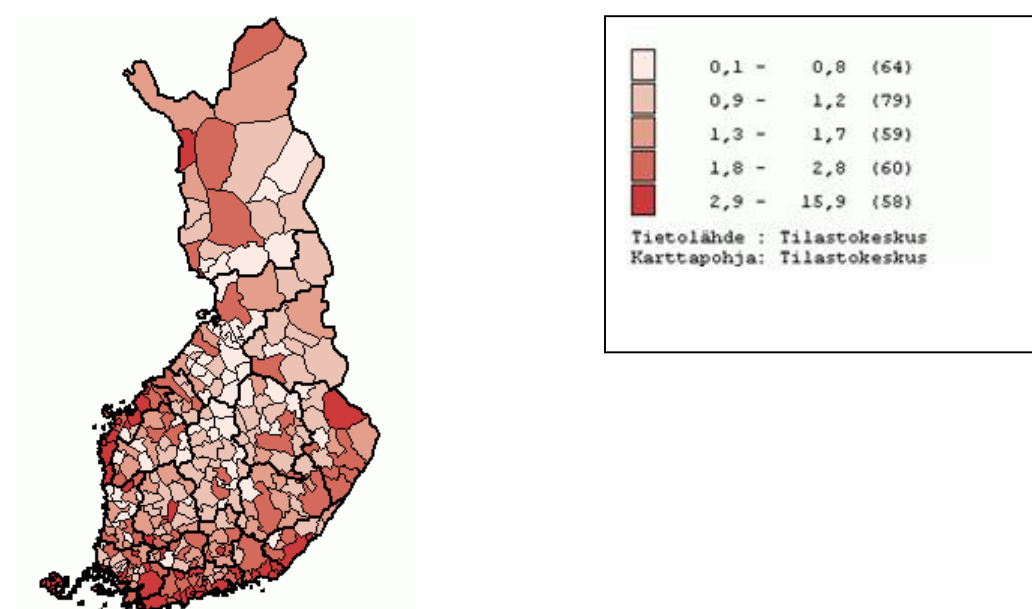 0,1 - 0,8 (64)
0,9 - 1,2 (79)
1,3 - 1,7 (59)
1,8 - 2,8 (60)
2,9 - 15,9 (58)
Tietolähde : Tilastokeskus
Karttapohja: Tilastokeskus